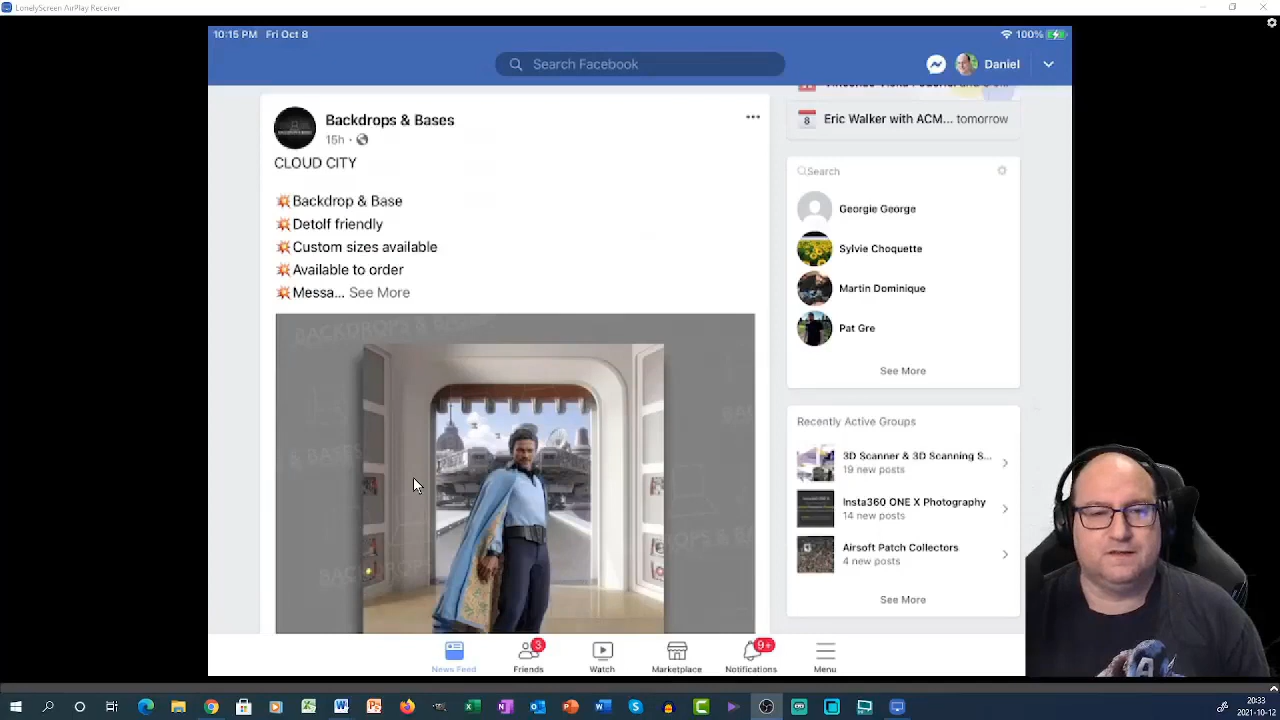 LonelyScreen AirPlay Receiver
10:15 PM Fri Oct 8
100%
Search Facebook
Daniel
Eric Walker with ACM... tomorrow
8
Backdrops & Bases
15h
CLOUD CITY
💥Backdrop & Base
💥Detolf friendly
💥Custom sizes available
💥Available to order
💥Messa... See More
BACKDROPS & BASES
& BASES
Search
Georgie George
Sylvie Choquette
Martin Dominique
Pat Gre
See More
Recently Active Groups
3D Scanner & 3D Scanning S...
19 new posts
Insta360 ONE X Photography
14 new posts
Airsoft Patch Collectors
4 new posts
See More
News Feed
3
Friends
Watch
Marketplace
9+
Notifications
Menu
2021-10-12